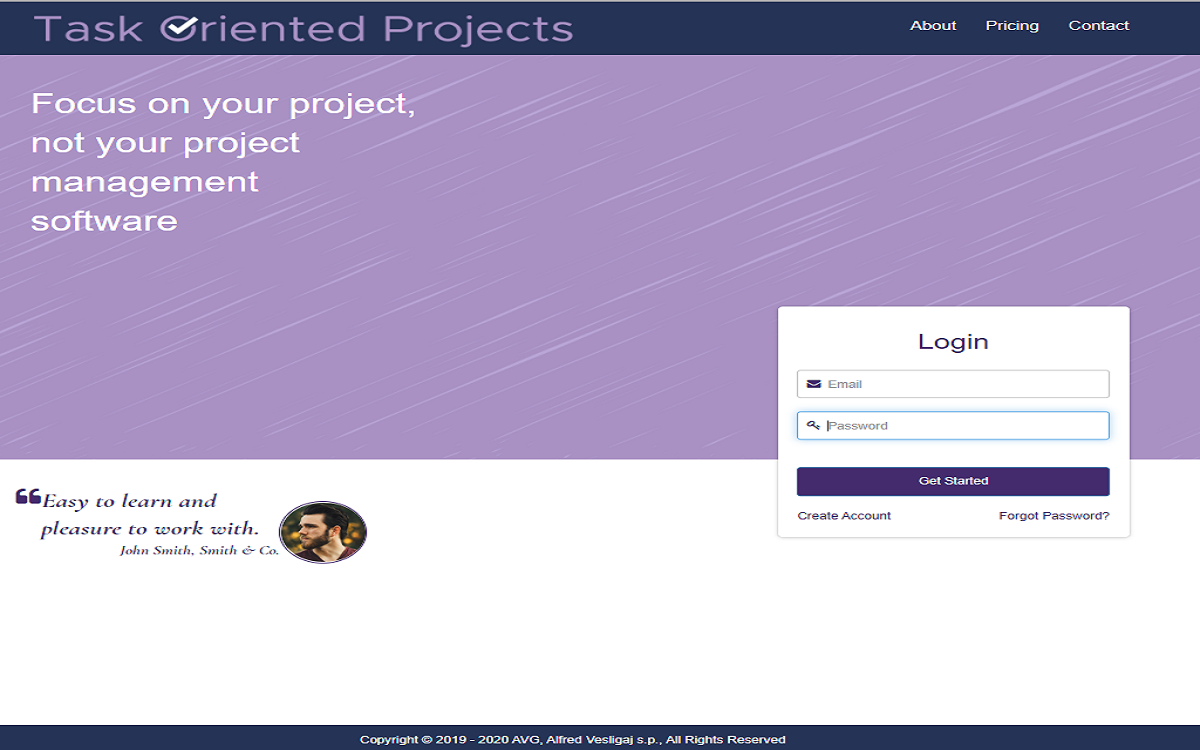 Task Oriented Projects
About Pricing Contact
Focus on your project,
not your project
management
software
Login
Email
Password
Get Started
Create Account Forgot Password?
Easy to learn and
pleasure to work with.
John Smith, Smith & Co.
Copyright © 2019 - 2020 AVG, Alfred Vesligaj s.p., All Rights Reserved